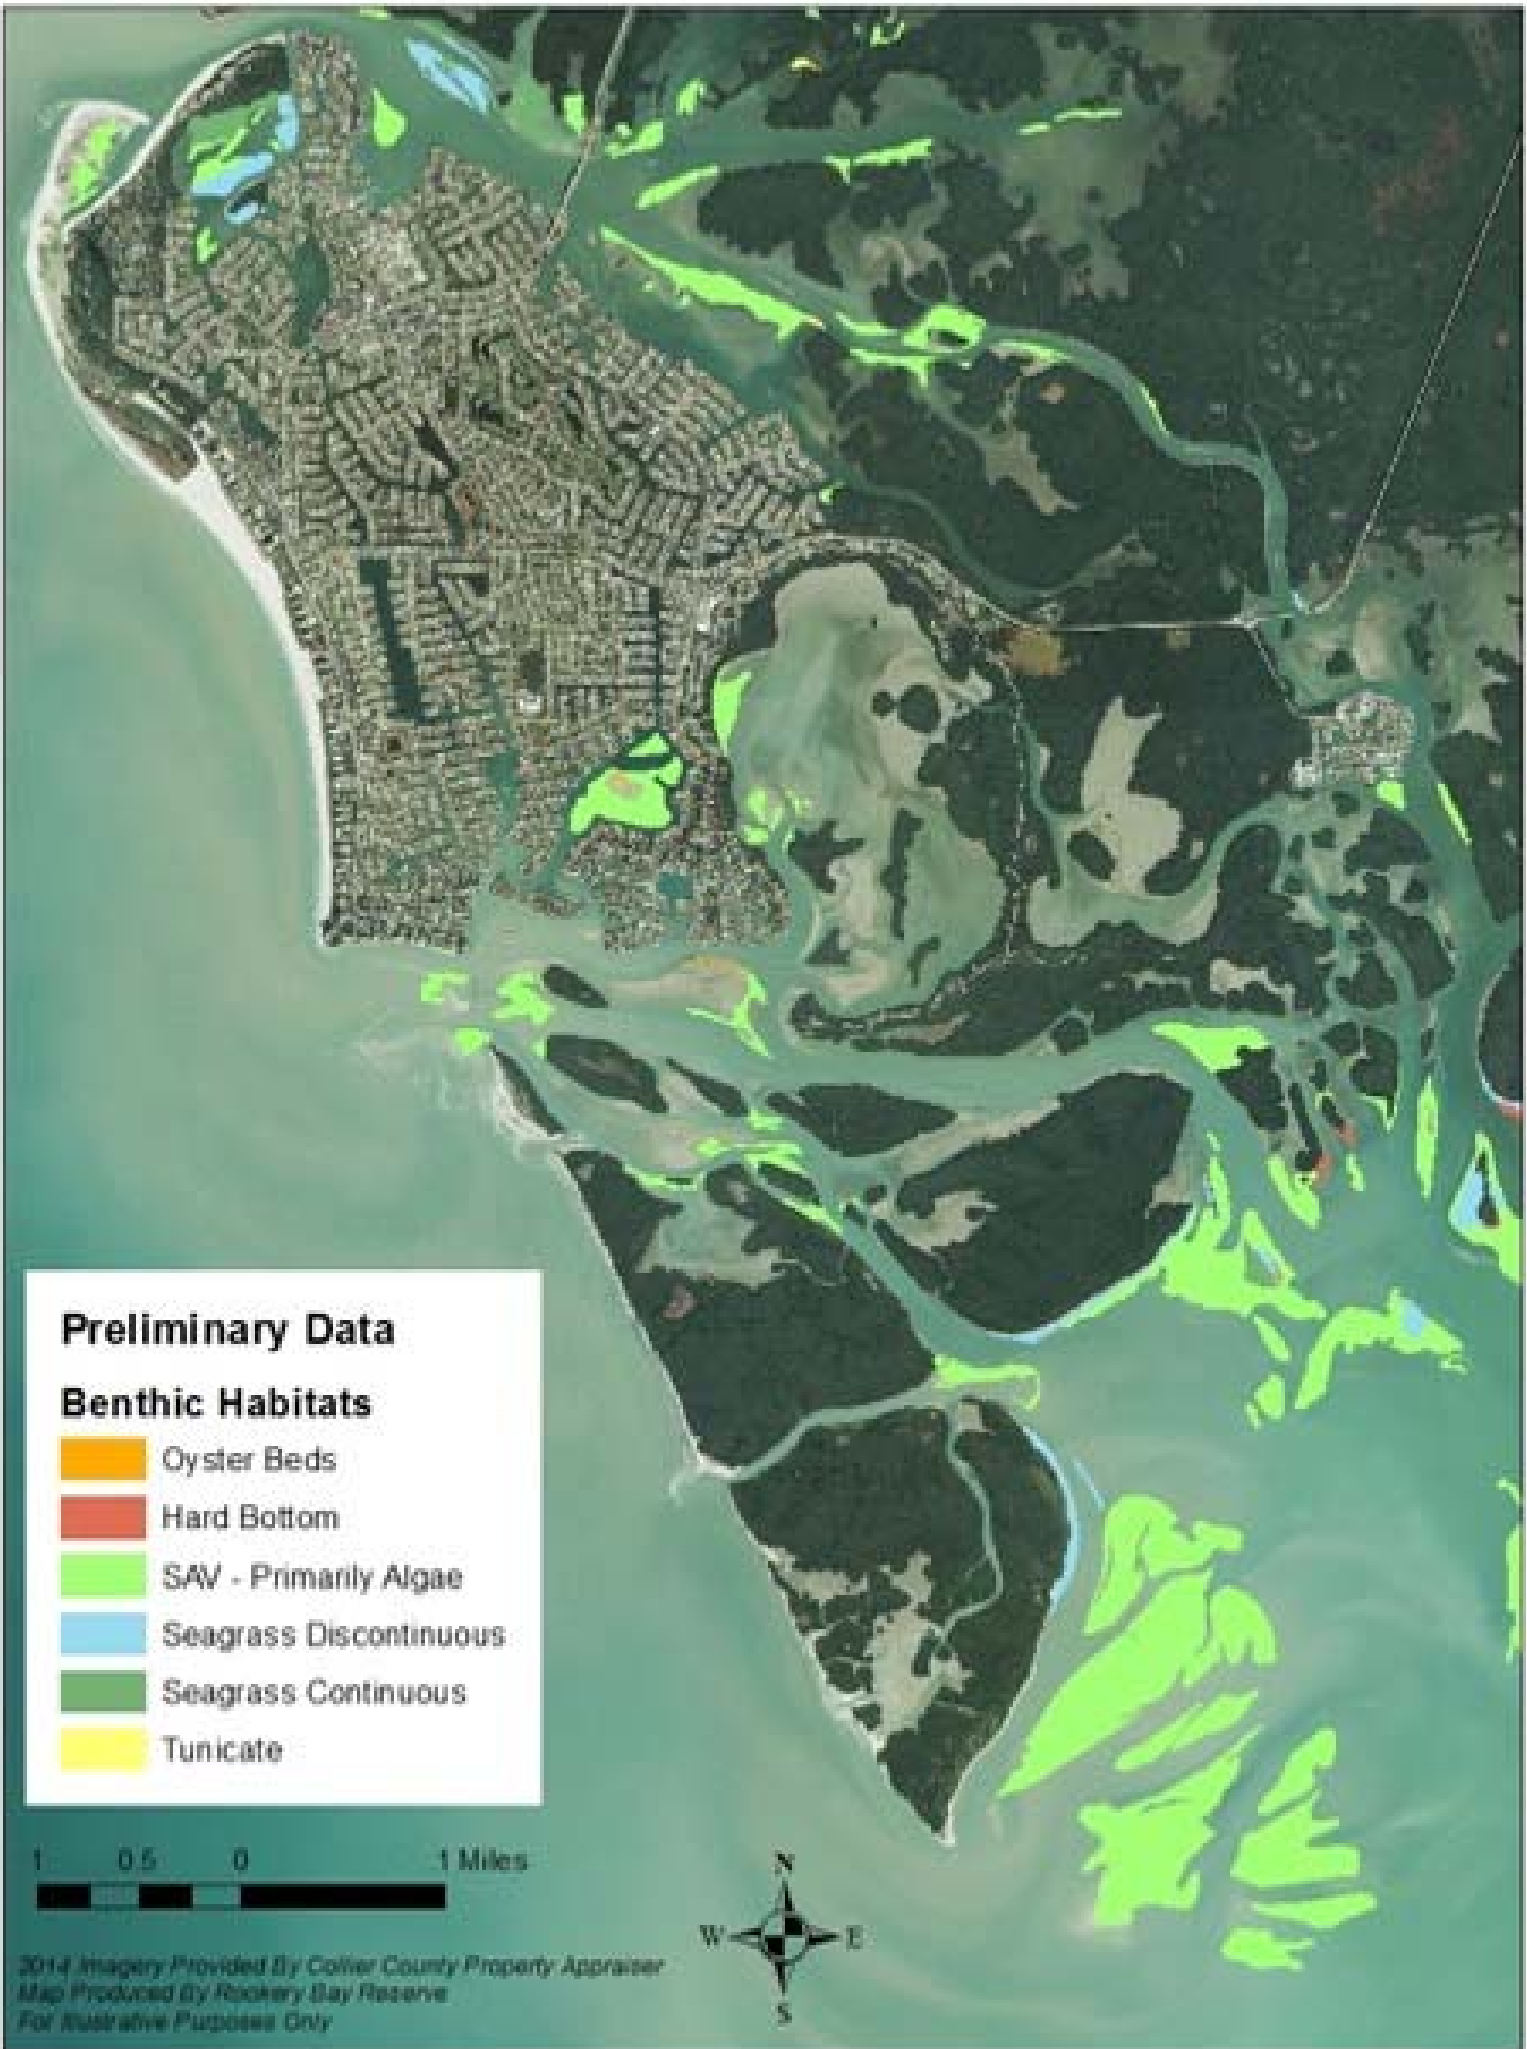 Preliminary Data
Benthic Habitats
Oyster Beds
Hard Bottom
SAV - Primarily Algae
Seagrass Discontinuous
Seagrass Continuous
Tunicate
1 0.5 0 1 Miles
N
W E
S
2014 Imagery Provided By Collier County Property Appraiser
Map Produced By Rookery Bay Reserve
For Illustrative Purposes Only